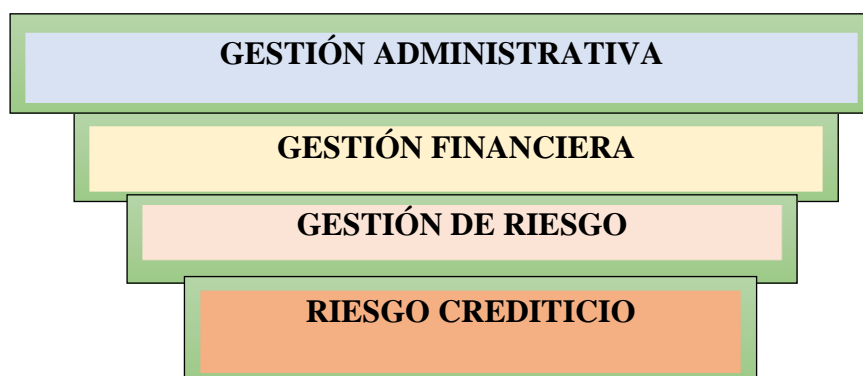 GESTIÓN ADMINISTRATIVA
GESTIÓN FINANCIERA
GESTIÓN DE RIESGO
RIESGO CREDITICIO